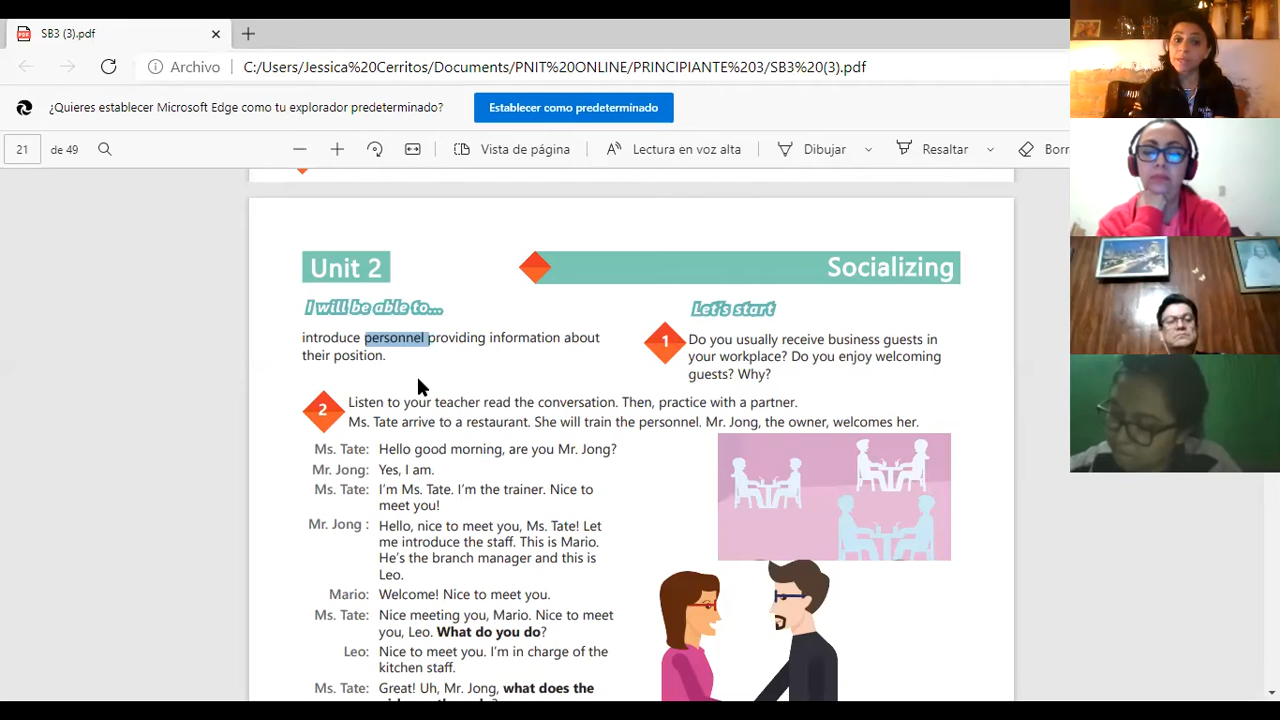 SB3 (3).pdf
Archivo C:/Users/Jessica%20Cerritos/Documents/PNIT%20ONLINE/PRINCIPIANTE%203/SB3%20(3).pdf
¿Quieres establecer Microsoft Edge como tu explorador predeterminado? Establecer como predeterminado
21 de 49 Vista de página Lectura en voz alta Dibujar Resaltar Borr
Unit 2
Socializing
I will be able to...
introduce personnel providing information about
their position.
Let's start
1 Do you usually receive business guests in
your workplace? Do you enjoy welcoming
guests? Why?
2 Listen to your teacher read the conversation. Then, practice with a partner.
Ms. Tate arrive to a restaurant. She will train the personnel. Mr. Jong, the owner, welcomes her.
Ms. Tate: Hello good morning, are you Mr. Jong?
Mr. Jong: Yes, I am.
Ms. Tate: I'm Ms. Tate. I'm the trainer. Nice to
meet you!
Mr. Jong : Hello, nice to meet you, Ms. Tate! Let
me introduce the staff. This is Mario.
He's the branch manager and this is
Leo.
Mario: Welcome! Nice to meet you.
Ms. Tate: Nice meeting you, Mario. Nice to meet
you, Leo. What do you do?
Leo: Nice to meet you. I'm in charge of the
kitchen staff.
Ms. Tate: Great! Uh, Mr. Jong, what does the